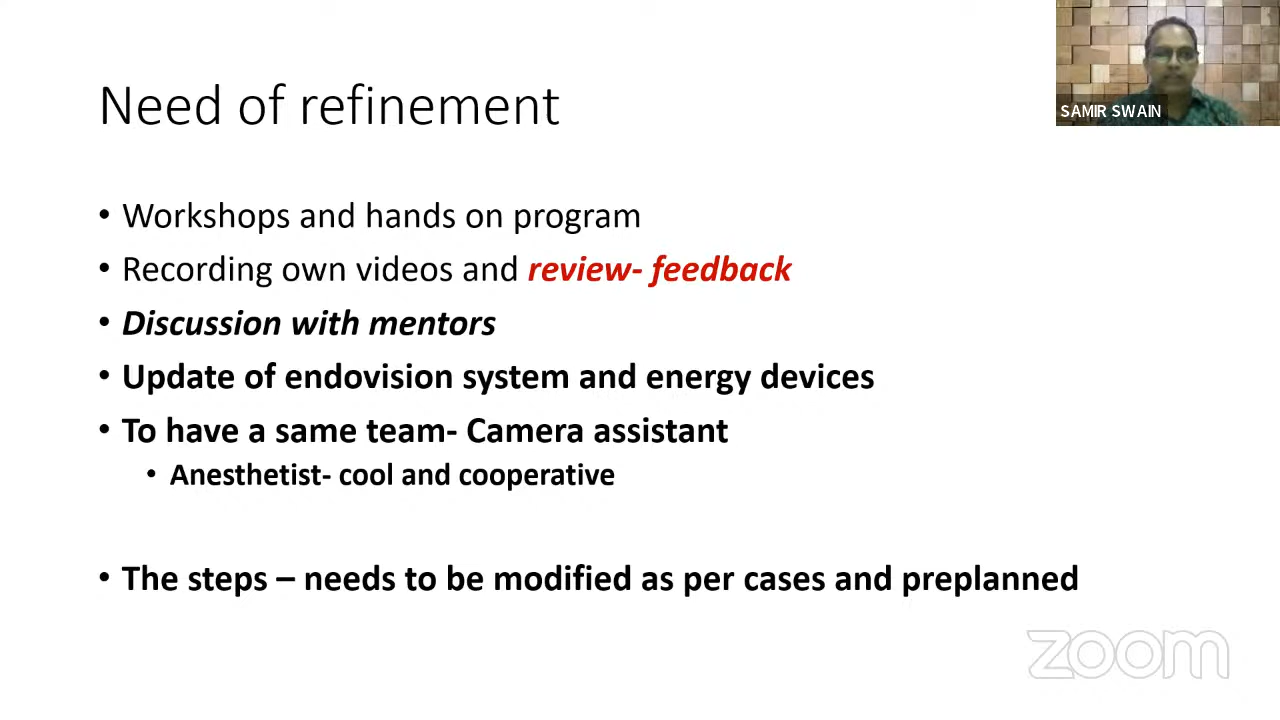 SAMIR SWAIN
Need of refinement
• Workshops and hands on program
• Recording own videos and review- feedback
• Discussion with mentors
• Update of endovision system and energy devices
• To have a same team- Camera assistant
• Anesthetist- cool and cooperative
• The steps – needs to be modified as per cases and preplanned
zoom